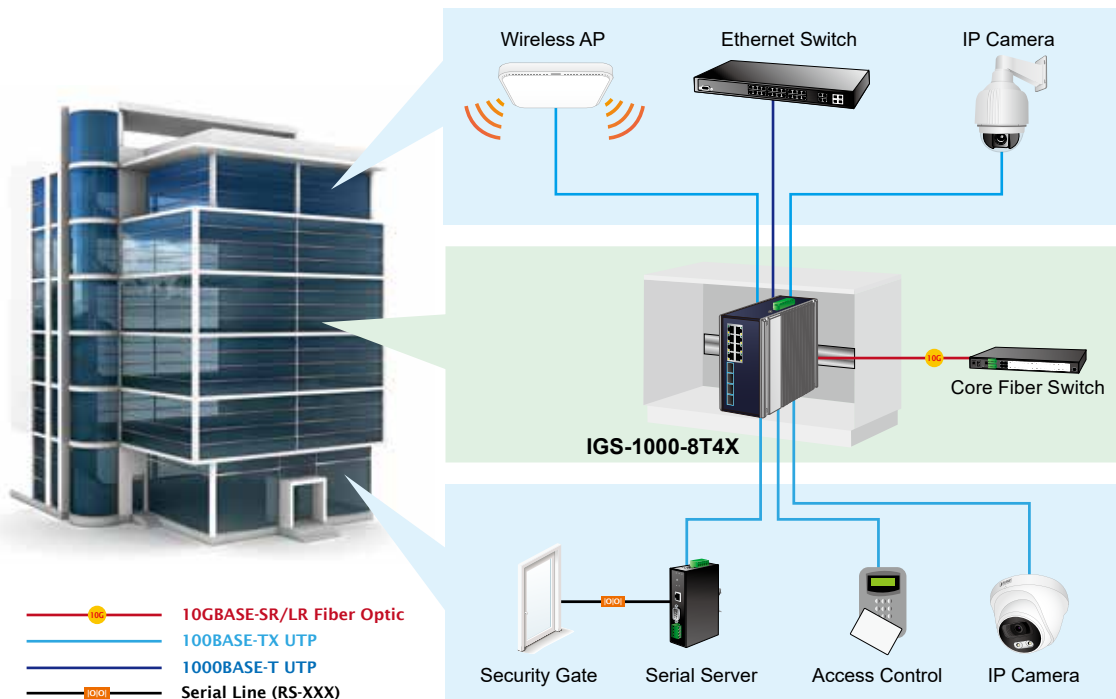 Wireless AP
Ethernet Switch
IP Camera
10G
Core Fiber Switch
IGS-1000-8T4X
|O|O|
Security Gate
Serial Server
Access Control
IP Camera
10G
10GBASE-SR/LR Fiber Optic
100BASE-TX UTP
1000BASE-T UTP
|O|O|
Serial Line (RS-XXX)